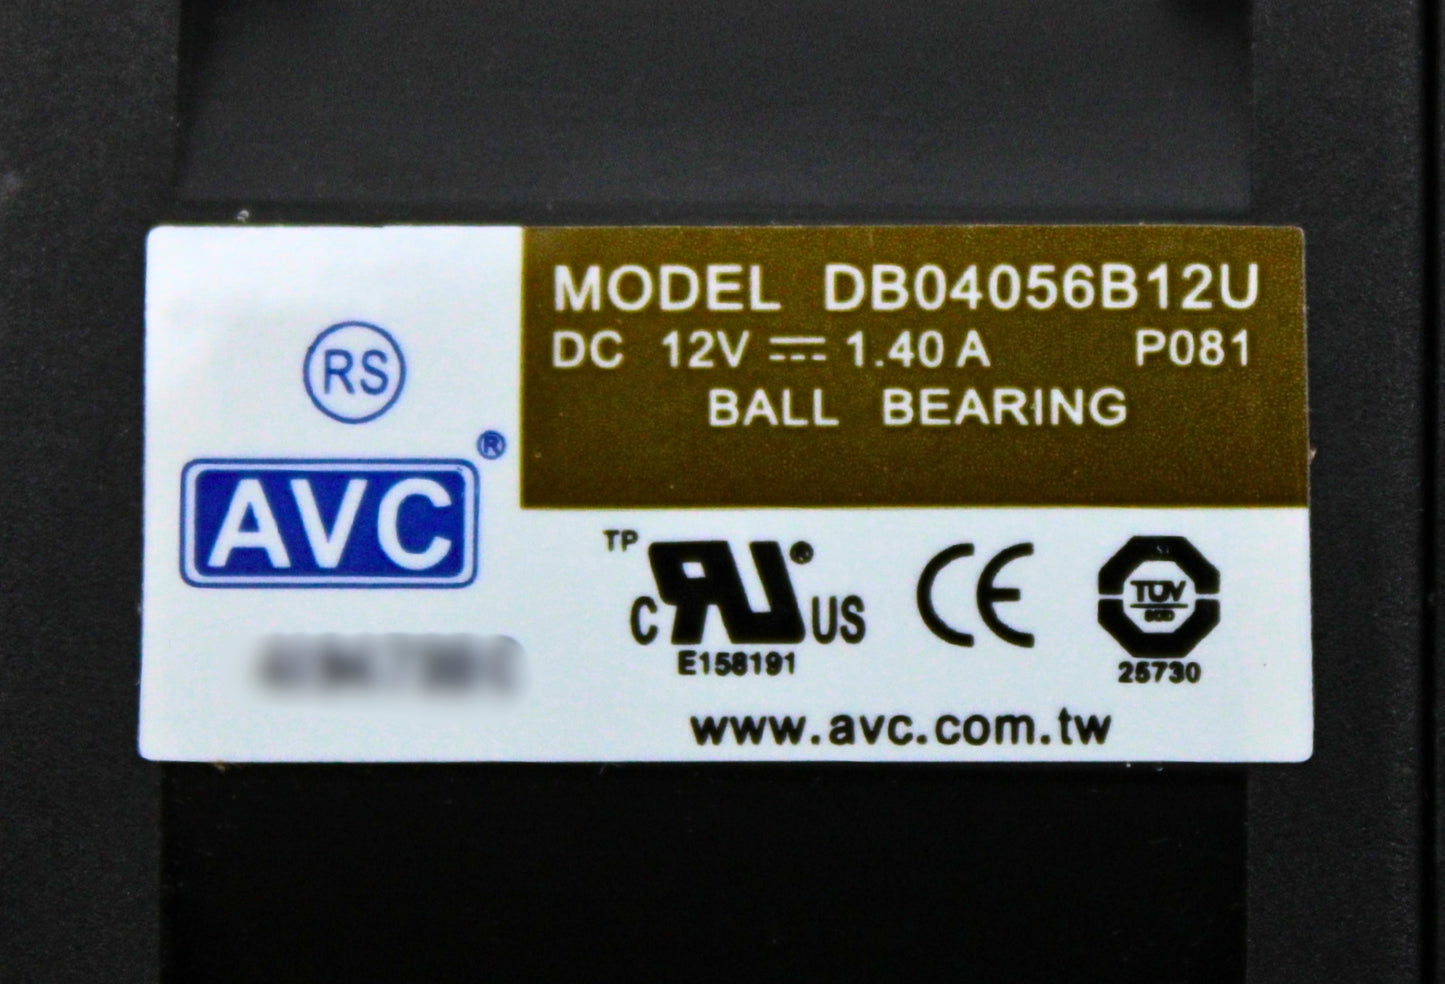 MODEL DB04056B12U
DC 12V ⎓ 1.40 A P081
BALL BEARING
RS
AVC®
TP
C UR® US
E158191
CE
TÜV
25730
www.avc.com.tw